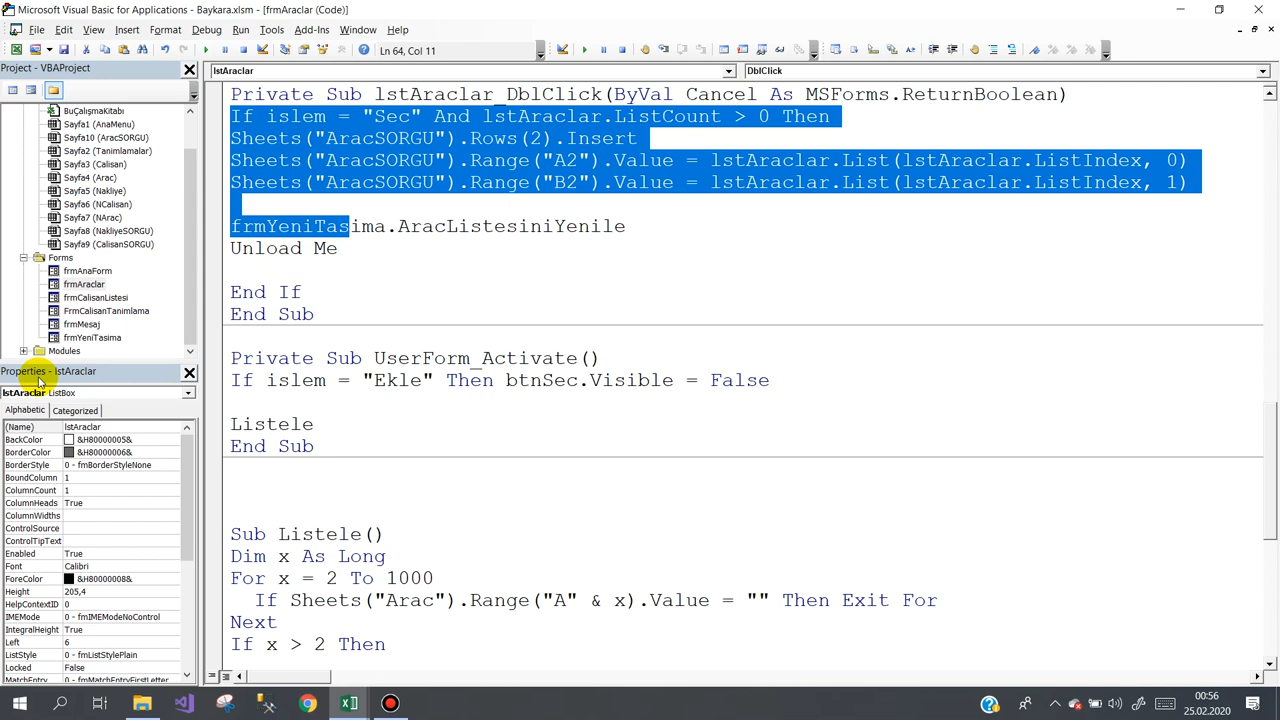 Microsoft Visual Basic for Applications - Baykara.xlsm - [frmAraclar (Code)]
File Edit View Insert Format Debug Run Tools Add-Ins Window Help
Ln 64, Col 11
Project - VBAProject
lstAraclar
DblClick
BuÇalışmaKitabı
Sayfa1 (AnaMenu)
Sayfa10 (AracSORGU)
Sayfa2 (Tanimlamalar)
Sayfa3 (Calisan)
Sayfa4 (Arac)
Sayfa5 (Nakliye)
Sayfa6 (NCalisan)
Sayfa7 (NArac)
Sayfa8 (NakliyeSORGU)
Sayfa9 (CalisanSORGU)
Forms
frmAnaForm
frmAraclar
frmCalisanListesi
FrmCalisanTanimlama
frmMesaj
frmYeniTasima
Modules
Properties - lstAraclar
lstAraclar ListBox
Alphabetic Categorized
(Name) lstAraclar
BackColor &H80000005&
BorderColor &H80000006&
BorderStyle 0 - fmBorderStyleNone
BoundColumn 1
ColumnCount 1
ColumnHeads True
ColumnWidths
ControlSource
ControlTipText
Enabled True
Font Calibri
ForeColor &H80000008&
Height 205,4
HelpContextID 0
IMEMode 0 - fmIMEModeNoControl
IntegralHeight True
Left 6
ListStyle 0 - fmListStylePlain
Locked False
MatchEntry 0 - fmMatchEntryFirstLetter
Private Sub lstAraclar_DblClick(ByVal Cancel As MSForms.ReturnBoolean)
If islem = "Sec" And lstAraclar.ListCount > 0 Then
Sheets("AracSORGU").Rows(2).Insert
Sheets("AracSORGU").Range("A2").Value = lstAraclar.List(lstAraclar.ListIndex, 0)
Sheets("AracSORGU").Range("B2").Value = lstAraclar.List(lstAraclar.ListIndex, 1)
frmYeniTasima.AracListesiniYenile
Unload Me
End If
End Sub
Private Sub UserForm_Activate()
If islem = "Ekle" Then btnSec.Visible = False
Listele
End Sub
Sub Listele()
Dim x As Long
For x = 2 To 1000
If Sheets("Arac").Range("A" & x).Value = "" Then Exit For
Next
If x > 2 Then
00:56
25.02.2020